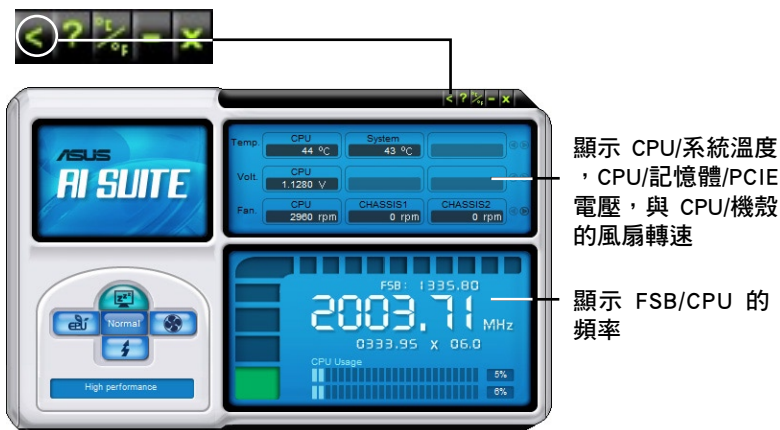 < ? °C/°F - x
< ? °C/°F - x
ASUS
AI SUITE
Temp. CPU 44 °C System 43 °C
Volt. CPU 1.1280 V
Fan. CPU 2960 rpm CHASSIS1 0 rpm CHASSIS2 0 rpm
顯示 CPU/系統溫度
，CPU/記憶體/PCIE
電壓，與 CPU/機殼
的風扇轉速
FSB: 1335.80
2003.71 MHz
0333.95 X 06.0
CPU Usage
5%
6%
顯示 FSB/CPU 的
頻率
zzz
epu
Normal
High performance